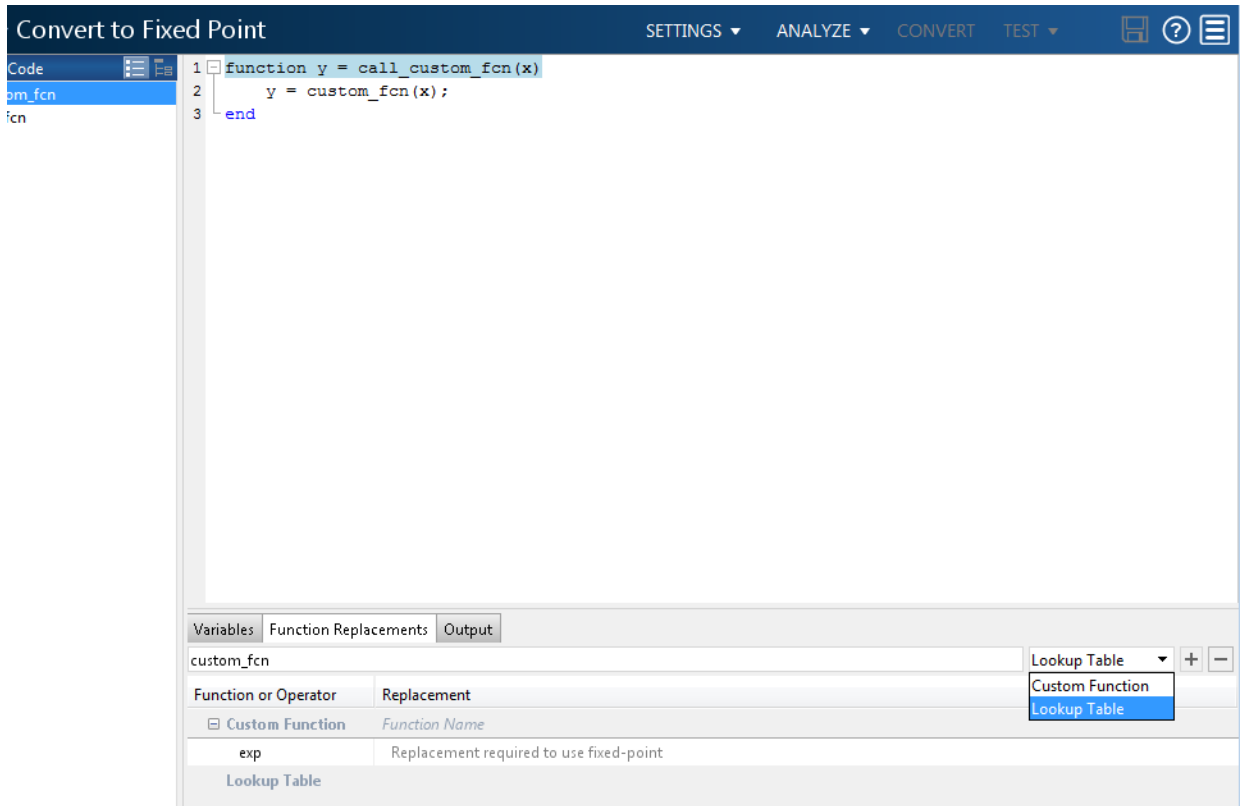 Convert to Fixed Point
SETTINGS ▼ ANALYZE ▼ CONVERT TEST ▼
Code
om_fcn
fcn
1 function y = call_custom_fcn(x)
2 y = custom_fcn(x);
3 end
Variables Function Replacements Output
custom_fcn Lookup Table ▼ + −
Custom Function
Lookup Table
Function or Operator Replacement
Custom Function Function Name
exp Replacement required to use fixed-point
Lookup Table